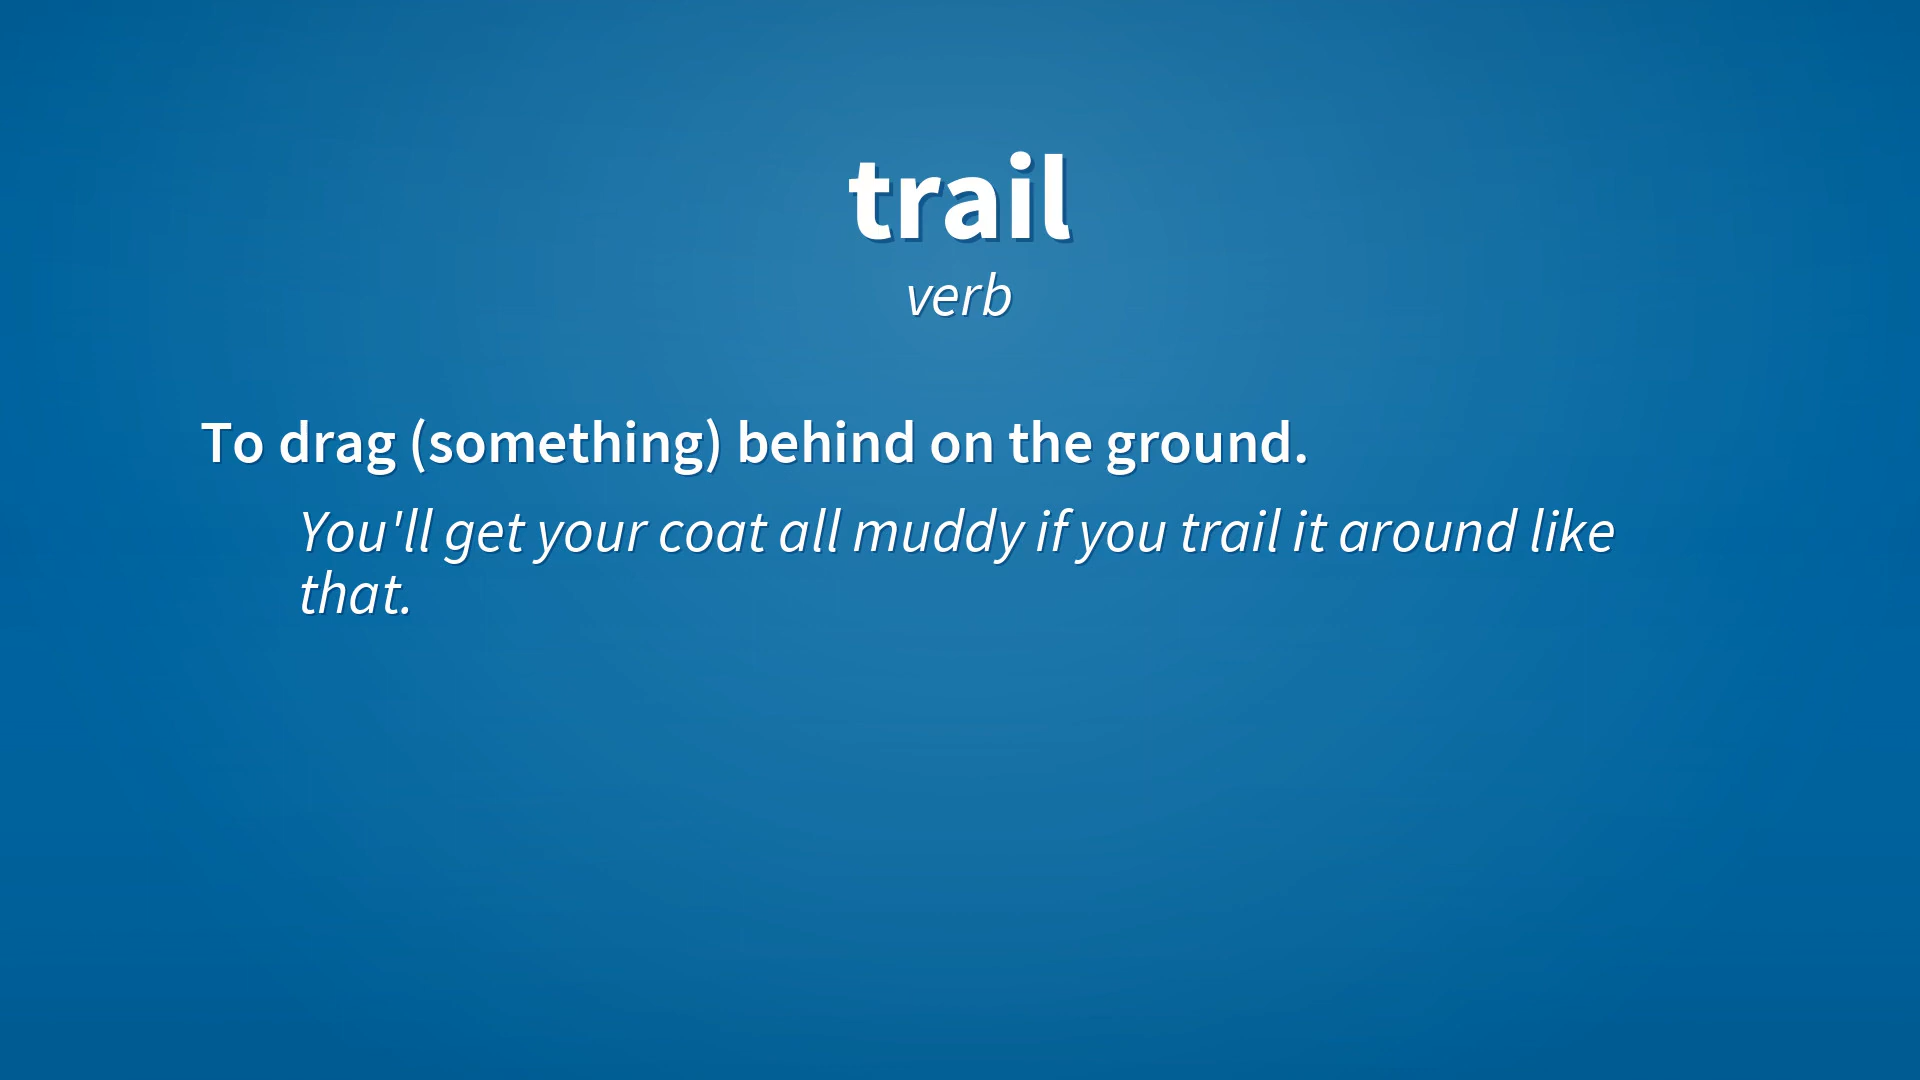 trail
verb
To drag (something) behind on the ground.
You'll get your coat all muddy if you trail it around like
that.